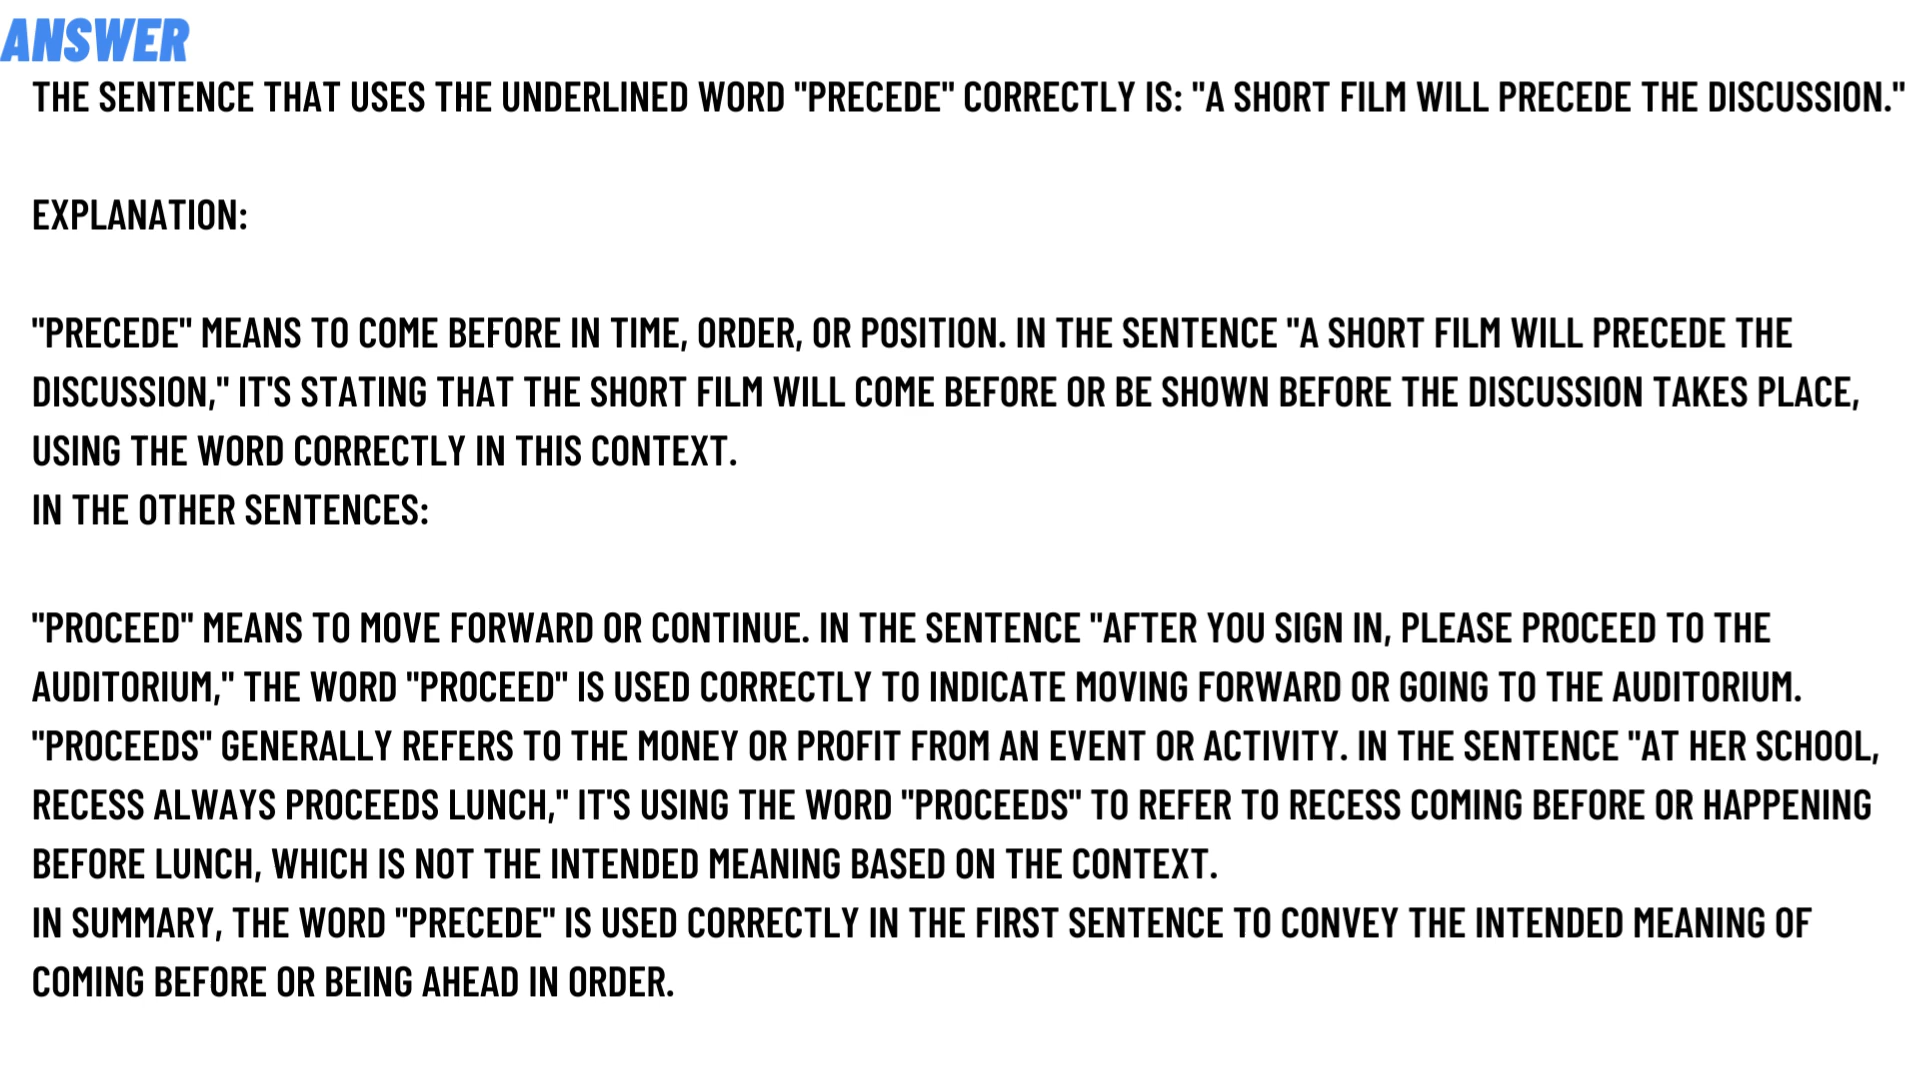 ANSWER
THE SENTENCE THAT USES THE UNDERLINED WORD "PRECEDE" CORRECTLY IS: "A SHORT FILM WILL PRECEDE THE DISCUSSION."
EXPLANATION:
"PRECEDE" MEANS TO COME BEFORE IN TIME, ORDER, OR POSITION. IN THE SENTENCE "A SHORT FILM WILL PRECEDE THE
DISCUSSION," IT'S STATING THAT THE SHORT FILM WILL COME BEFORE OR BE SHOWN BEFORE THE DISCUSSION TAKES PLACE,
USING THE WORD CORRECTLY IN THIS CONTEXT.
IN THE OTHER SENTENCES:
"PROCEED" MEANS TO MOVE FORWARD OR CONTINUE. IN THE SENTENCE "AFTER YOU SIGN IN, PLEASE PROCEED TO THE
AUDITORIUM," THE WORD "PROCEED" IS USED CORRECTLY TO INDICATE MOVING FORWARD OR GOING TO THE AUDITORIUM.
"PROCEEDS" GENERALLY REFERS TO THE MONEY OR PROFIT FROM AN EVENT OR ACTIVITY. IN THE SENTENCE "AT HER SCHOOL,
RECESS ALWAYS PROCEEDS LUNCH," IT'S USING THE WORD "PROCEEDS" TO REFER TO RECESS COMING BEFORE OR HAPPENING
BEFORE LUNCH, WHICH IS NOT THE INTENDED MEANING BASED ON THE CONTEXT.
IN SUMMARY, THE WORD "PRECEDE" IS USED CORRECTLY IN THE FIRST SENTENCE TO CONVEY THE INTENDED MEANING OF
COMING BEFORE OR BEING AHEAD IN ORDER.